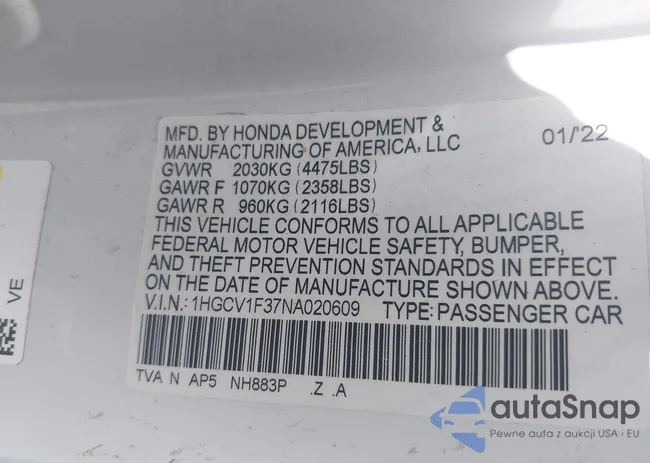 MFD. BY HONDA DEVELOPMENT &
MANUFACTURING OF AMERICA, LLC 01/'22
GVWR 2030KG (4475LBS)
GAWR F 1070KG (2358LBS)
GAWR R 960KG (2116LBS)
THIS VEHICLE CONFORMS TO ALL APPLICABLE
FEDERAL MOTOR VEHICLE SAFETY, BUMPER,
AND THEFT PREVENTION STANDARDS IN EFFECT
ON THE DATE OF MANUFACTURE SHOWN ABOVE.
V.I.N.: 1HGCV1F37NA020609 TYPE: PASSENGER CAR
TVA N AP5 NH883P .Z .A
VE
autaSnap
Pewne auta z aukcji USA i EU